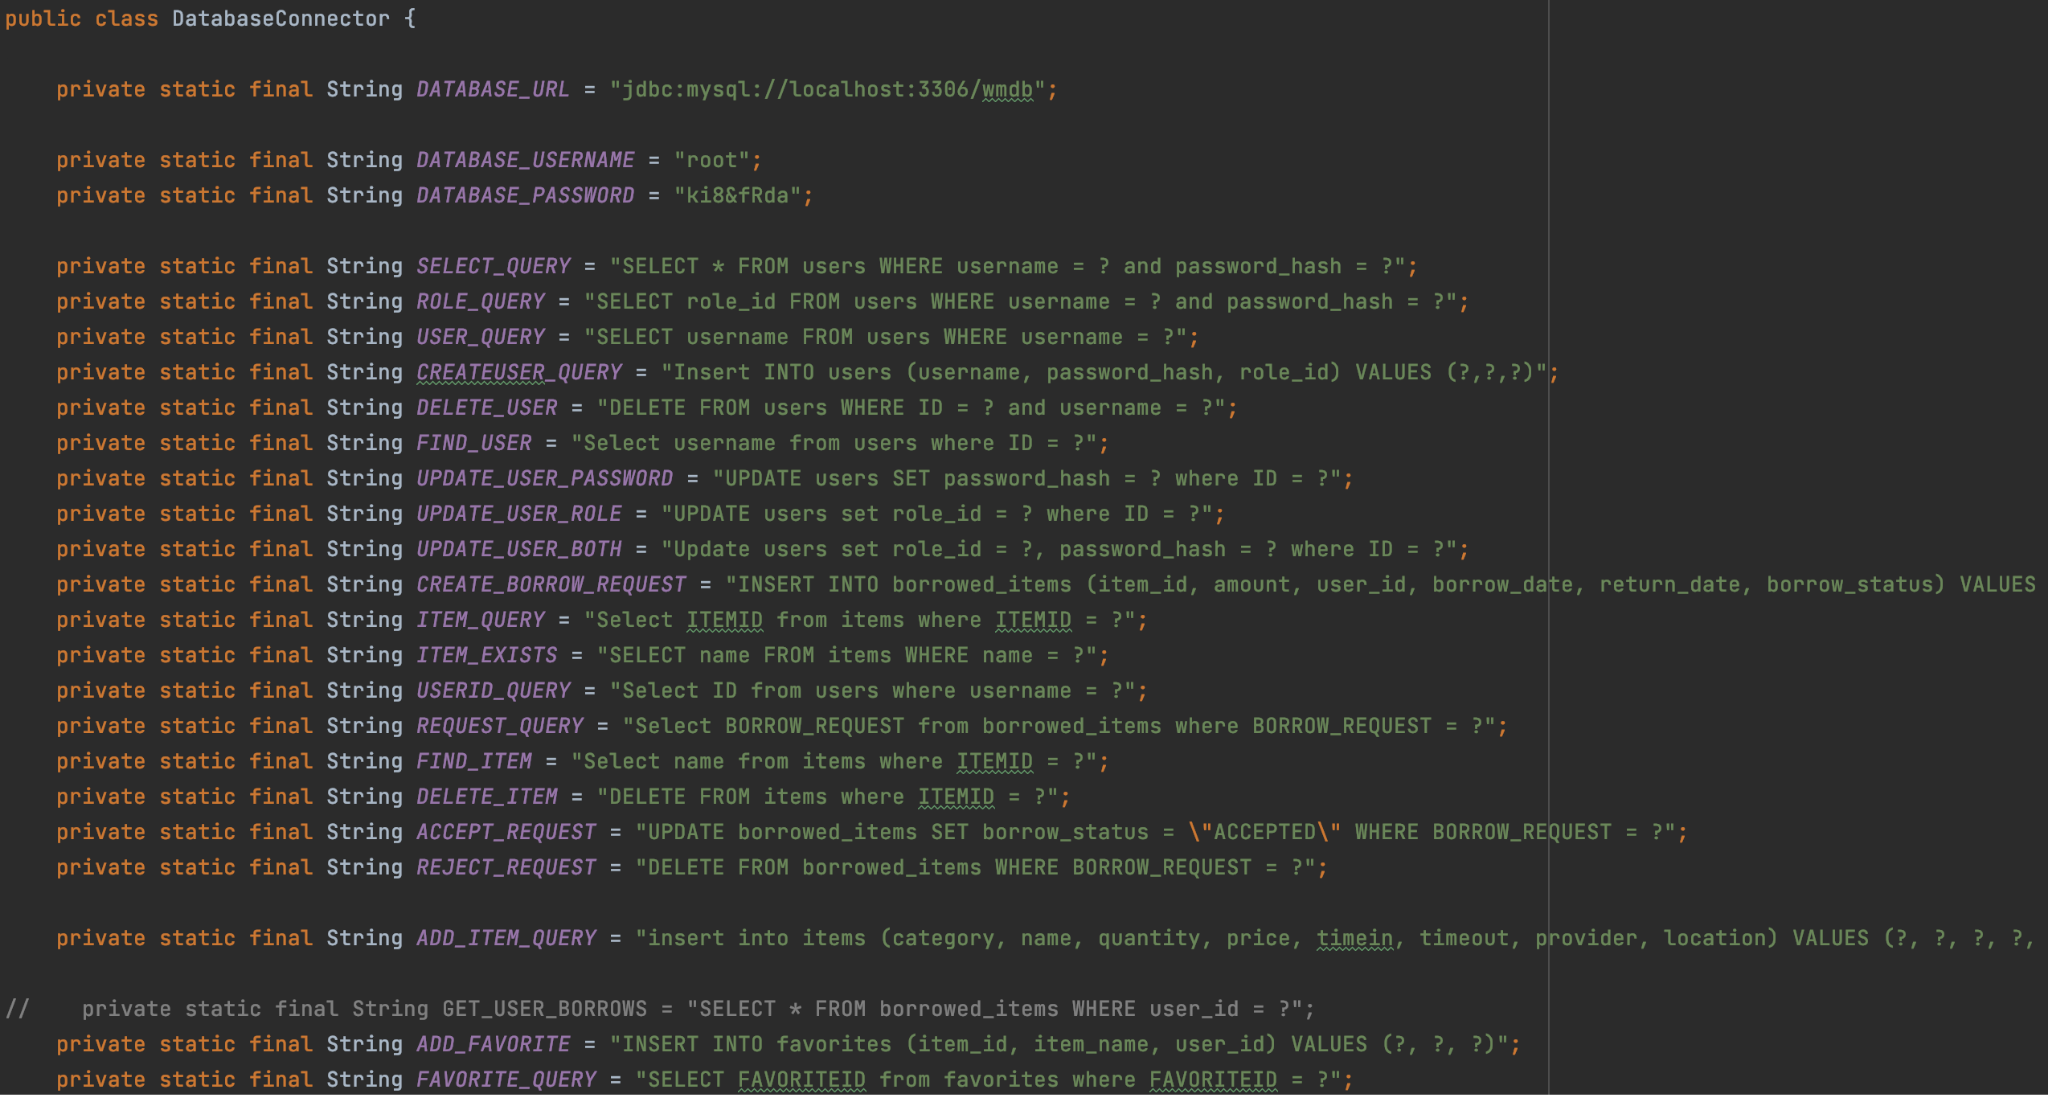 public class DatabaseConnector {
private static final String DATABASE_URL = "jdbc:mysql://localhost:3306/wmdb";
private static final String DATABASE_USERNAME = "root";
private static final String DATABASE_PASSWORD = "ki8&fRda";
private static final String SELECT_QUERY = "SELECT * FROM users WHERE username = ? and password_hash = ?";
private static final String ROLE_QUERY = "SELECT role_id FROM users WHERE username = ? and password_hash = ?";
private static final String USER_QUERY = "SELECT username FROM users WHERE username = ?";
private static final String CREATEUSER_QUERY = "Insert INTO users (username, password_hash, role_id) VALUES (?,?,?)";
private static final String DELETE_USER = "DELETE FROM users WHERE ID = ? and username = ?";
private static final String FIND_USER = "Select username from users where ID = ?";
private static final String UPDATE_USER_PASSWORD = "UPDATE users SET password_hash = ? where ID = ?";
private static final String UPDATE_USER_ROLE = "UPDATE users set role_id = ? where ID = ?";
private static final String UPDATE_USER_BOTH = "Update users set role_id = ?, password_hash = ? where ID = ?";
private static final String CREATE_BORROW_REQUEST = "INSERT INTO borrowed_items (item_id, amount, user_id, borrow_date, return_date, borrow_status) VALUES
private static final String ITEM_QUERY = "Select ITEMID from items where ITEMID = ?";
private static final String ITEM_EXISTS = "SELECT name FROM items WHERE name = ?";
private static final String USERID_QUERY = "Select ID from users where username = ?";
private static final String REQUEST_QUERY = "Select BORROW_REQUEST from borrowed_items where BORROW_REQUEST = ?";
private static final String FIND_ITEM = "Select name from items where ITEMID = ?";
private static final String DELETE_ITEM = "DELETE FROM items where ITEMID = ?";
private static final String ACCEPT_REQUEST = "UPDATE borrowed_items SET borrow_status = \"ACCEPTED\" WHERE BORROW_REQUEST = ?";
private static final String REJECT_REQUEST = "DELETE FROM borrowed_items WHERE BORROW_REQUEST = ?";
private static final String ADD_ITEM_QUERY = "insert into items (category, name, quantity, price, timein, timeout, provider, location) VALUES (?, ?, ?, ?,
// private static final String GET_USER_BORROWS = "SELECT * FROM borrowed_items WHERE user_id = ?";
private static final String ADD_FAVORITE = "INSERT INTO favorites (item_id, item_name, user_id) VALUES (?, ?, ?)";
private static final String FAVORITE_QUERY = "SELECT FAVORITEID from favorites where FAVORITEID = ?";